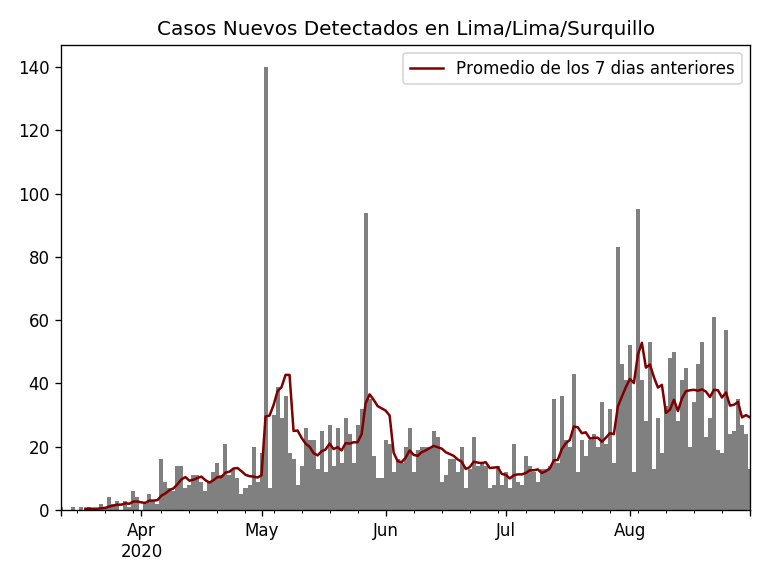 Casos Nuevos Detectados en Lima/Lima/Surquillo
Promedio de los 7 dias anteriores
140
120
100
80
60
40
20
0
Apr
2020
May
Jun
Jul
Aug